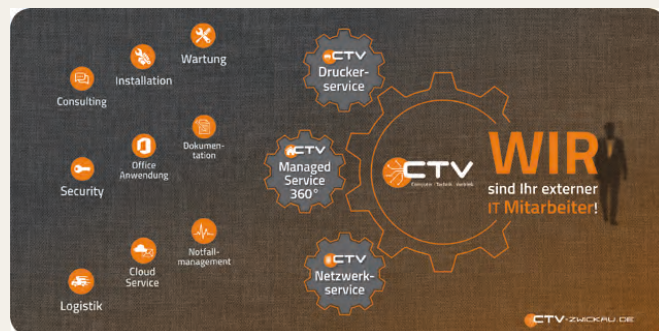 Wartung
Installation
Consulting
Dokumen-
tation
Office
Anwendung
Security
Notfall-
management
Cloud
Service
Logistik
CTV
Drucker-
service
CTV
Managed
Service
360°
CTV
Netzwerk-
service
CTV
Computer · Technik · Vertrieb
WIR
sind Ihr externer
IT Mitarbeiter!
CTV-ZWICKAU.DE